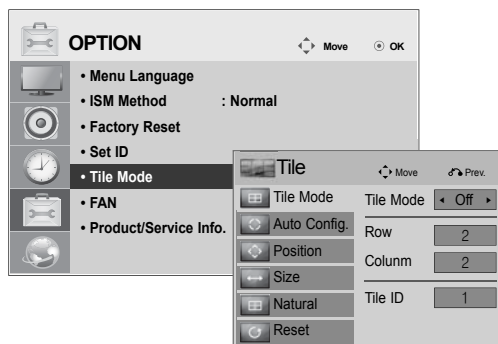 OPTION Move OK
• Menu Language
• ISM Method : Normal
• Factory Reset
• Set ID
• Tile Mode
• FAN
• Product/Service Info.
Tile Move Prev.
Tile Mode Tile Mode Off
Auto Config. Row 2
Position Colunm 2
Size
Natural Tile ID 1
Reset